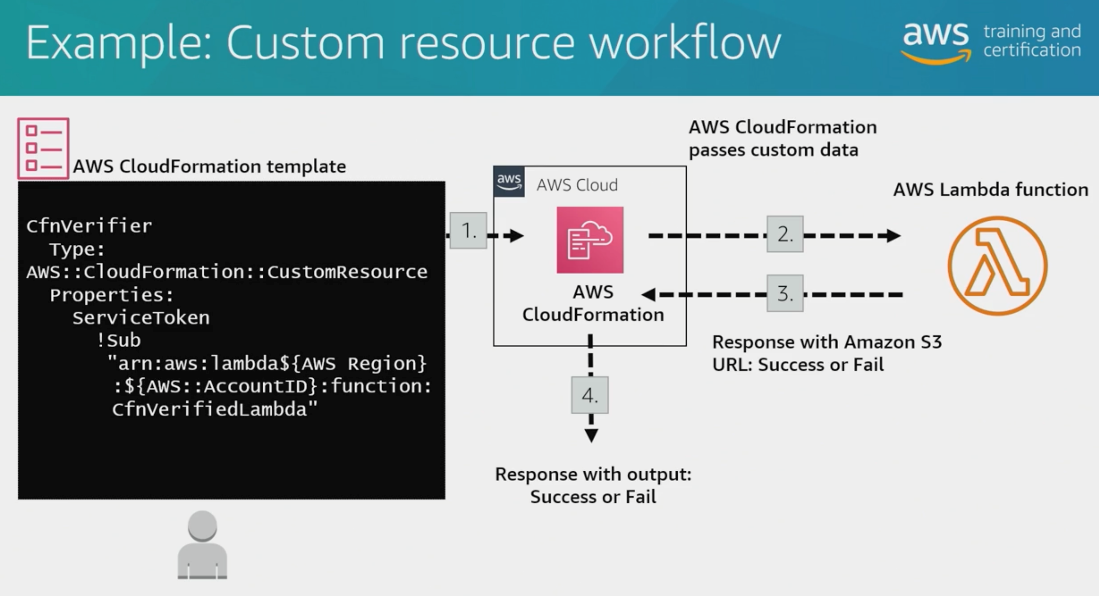 Example: Custom resource workflow
aws training and
certification
AWS CloudFormation template
CfnVerifier
Type:
AWS::CloudFormation::CustomResource
Properties:
ServiceToken
!Sub
"arn:aws:lambda${AWS Region}
:${AWS::AccountID}:function:
CfnVerifiedLambda"
1.
aws AWS Cloud
AWS
CloudFormation
AWS CloudFormation
passes custom data
2.
AWS Lambda function
3.
Response with Amazon S3
URL: Success or Fail
4.
Response with output:
Success or Fail